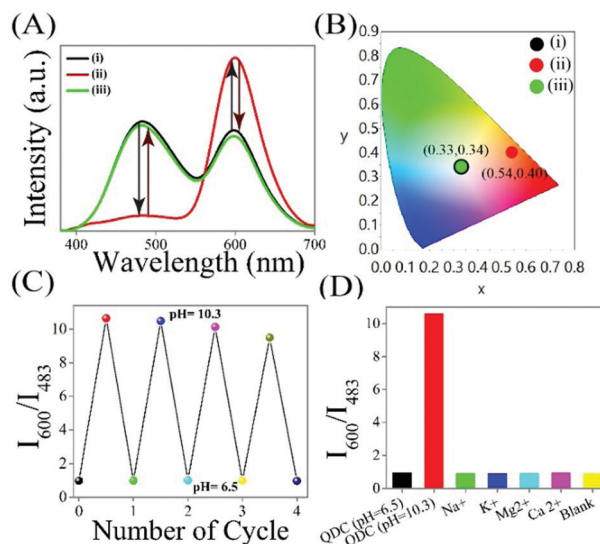 (A)
(i)
(ii)
(iii)
Intensity (a.u.)
400 500 600 700
Wavelength (nm)
(B)
0.9
0.8
0.7
0.6
0.5
0.4
0.3
0.2
0.1
0.0
y
(i)
(ii)
(iii)
(0.33,0.34)
(0.54,0.40)
0.0 0.1 0.2 0.3 0.4 0.5 0.6 0.7 0.8
x
(C)
10
8
6
4
2
0
I600/I483
pH= 10.3
pH= 6.5
0 1 2 3 4
Number of Cycle
(D)
10
8
6
4
2
0
I600/I483
QDC (pH=6.5)
QDC (pH=10.3)
Na+
K+
Mg2+
Ca 2+
Blank